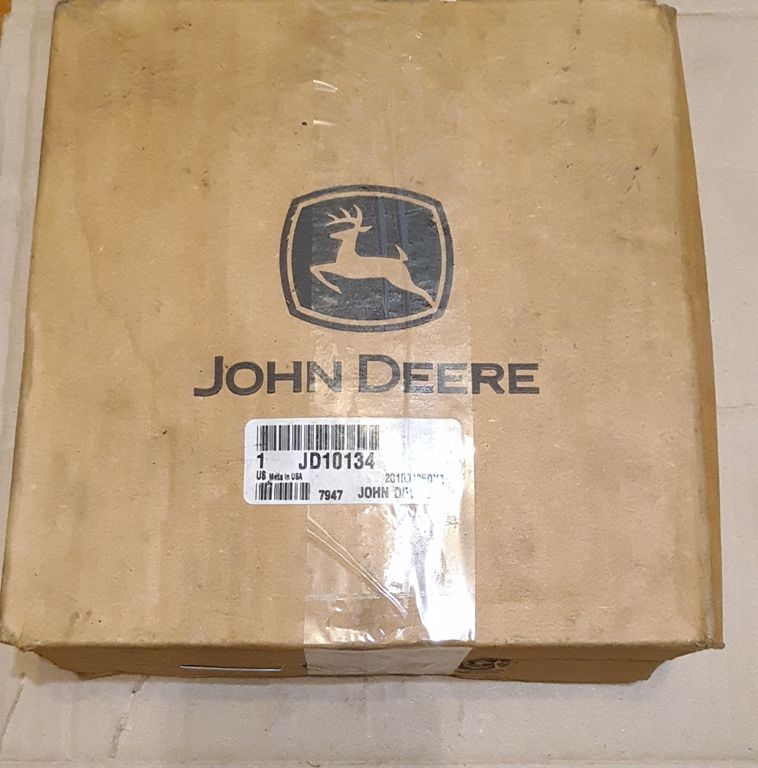 JOHN DEERE
1 JD10134
US Made in USA
7947 JOHN